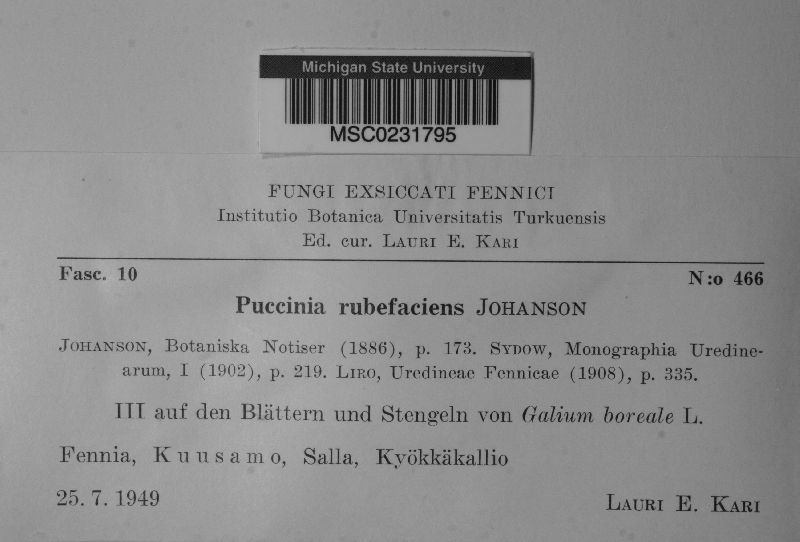 Michigan State University
MSC0231795
FUNGI EXSICCATI FENNICI
Institutio Botanica Universitatis Turkuensis
Ed. cur. LAURI E. KARI
Fasc. 10 N:o 466
Puccinia rubefaciens JOHANSON
JOHANSON, Botaniska Notiser (1886), p. 173. SYDOW, Monographia Uredine-
arum, I (1902), p. 219. LIRO, Uredineae Fennicae (1908), p. 335.
III auf den Blättern und Stengeln von Galium boreale L.
Fennia, Kuusamo, Salla, Kyökkäkallio
25. 7. 1949 LAURI E. KARI